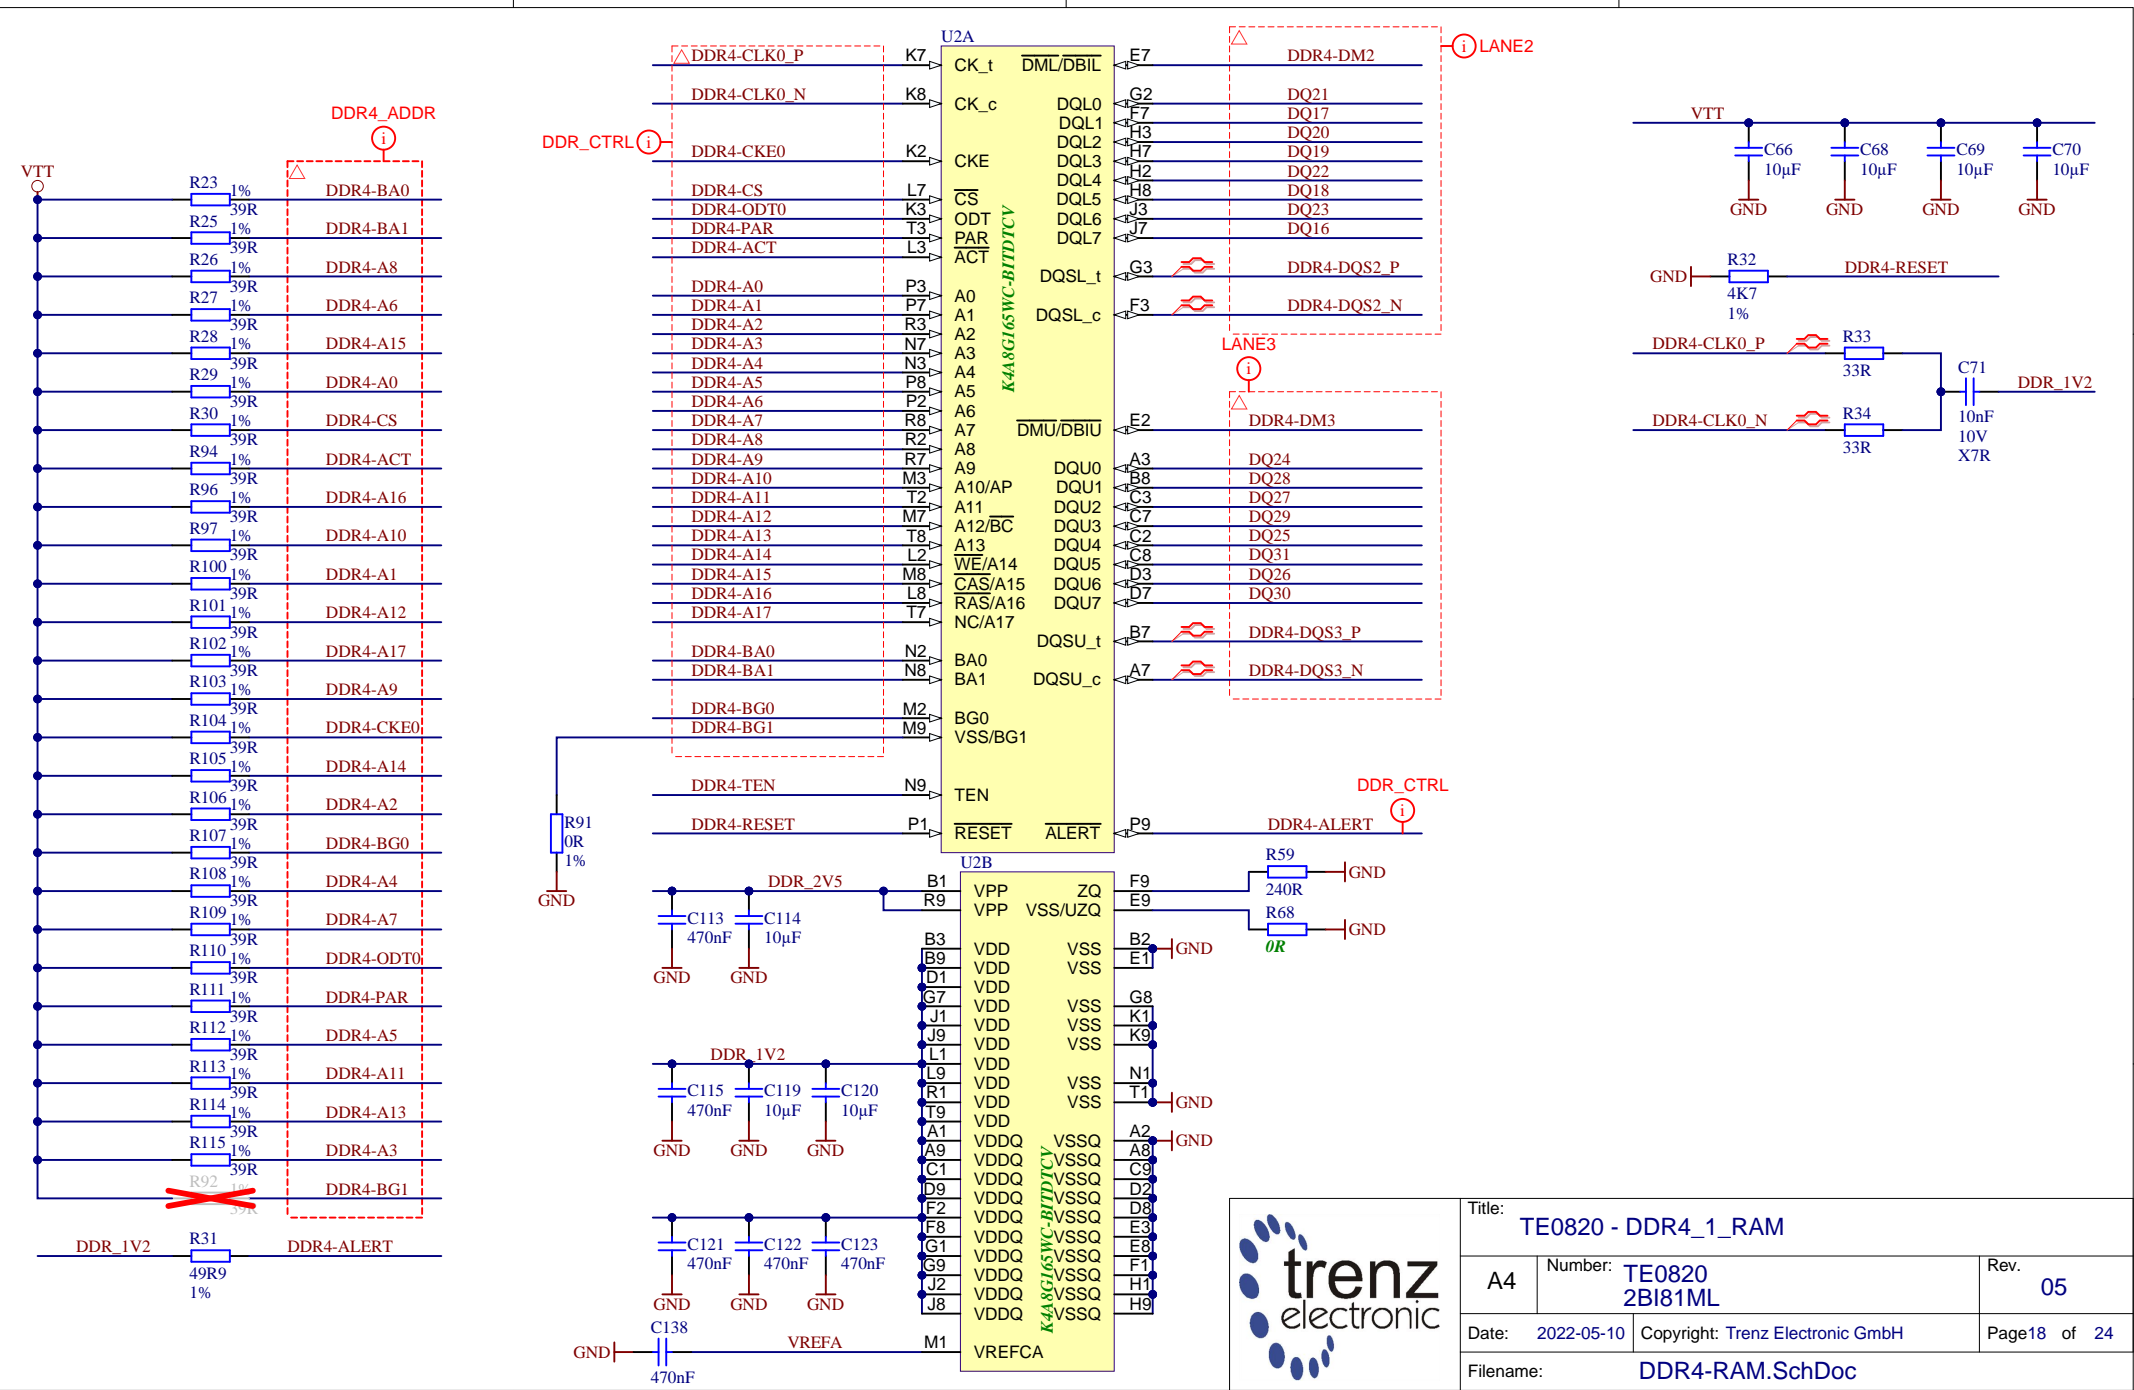 VTT
DDR4_ADDR
i
R23 1% 39R DDR4-BA0
R25 1% 39R DDR4-BA1
R26 1% 39R DDR4-A8
R27 1% 39R DDR4-A6
R28 1% 39R DDR4-A15
R29 1% 39R DDR4-A0
R30 1% 39R DDR4-CS
R94 1% 39R DDR4-ACT
R96 1% 39R DDR4-A16
R97 1% 39R DDR4-A10
R100 1% 39R DDR4-A1
R101 1% 39R DDR4-A12
R102 1% 39R DDR4-A17
R103 1% 39R DDR4-A9
R104 1% 39R DDR4-CKE0
R105 1% 39R DDR4-A14
R106 1% 39R DDR4-A2
R107 1% 39R DDR4-BG0
R108 1% 39R DDR4-A4
R109 1% 39R DDR4-A7
R110 1% 39R DDR4-ODT0
R111 1% 39R DDR4-PAR
R112 1% 39R DDR4-A5
R113 1% 39R DDR4-A11
R114 1% 39R DDR4-A13
R115 1% 39R DDR4-A3
R92 1% 39R DDR4-BG1
DDR_1V2 R31 DDR4-ALERT
49R9
1%
U2A
DDR_CTRL i
DDR4-CLK0_P K7 CK_t
DDR4-CLK0_N K8 CK_c
DDR4-CKE0 K2 CKE
DDR4-CS L7 CS
DDR4-ODT0 K3 ODT
DDR4-PAR T3 PAR
DDR4-ACT L3 ACT
DDR4-A0 P3 A0
DDR4-A1 P7 A1
DDR4-A2 R3 A2
DDR4-A3 N7 A3
DDR4-A4 N3 A4
DDR4-A5 P8 A5
DDR4-A6 P2 A6
DDR4-A7 R8 A7
DDR4-A8 R2 A8
DDR4-A9 R7 A9
DDR4-A10 M3 A10/AP
DDR4-A11 T2 A11
DDR4-A12 M7 A12/BC
DDR4-A13 T8 A13
DDR4-A14 L2 WE/A14
DDR4-A15 M8 CAS/A15
DDR4-A16 L8 RAS/A16
DDR4-A17 T7 NC/A17
DDR4-BA0 N2 BA0
DDR4-BA1 N8 BA1
DDR4-BG0 M2 BG0
DDR4-BG1 M9 VSS/BG1
DDR4-TEN N9 TEN
DDR4-RESET P1 RESET
R91
0R
1%
GND
K4A8G165WC-BITDTCV
DML/DBIL E7 DDR4-DM2
i LANE2
DQL0 G2 DQ21
DQL1 F7 DQ17
DQL2 H3 DQ20
DQL3 H7 DQ19
DQL4 H2 DQ22
DQL5 H8 DQ18
DQL6 J3 DQ23
DQL7 J7 DQ16
DQSL_t G3 DDR4-DQS2_P
DQSL_c F3 DDR4-DQS2_N
LANE3
i
DMU/DBIU E2 DDR4-DM3
DQU0 A3 DQ24
DQU1 B8 DQ28
DQU2 C3 DQ27
DQU3 C7 DQ29
DQU4 C2 DQ25
DQU5 C8 DQ31
DQU6 D3 DQ26
DQU7 D7 DQ30
DQSU_t B7 DDR4-DQS3_P
DQSU_c A7 DDR4-DQS3_N
DDR_CTRL
i
ALERT P9 DDR4-ALERT
U2B
DDR_2V5 B1 VPP
R9 VPP
C113 470nF GND
C114 10µF GND
B3 VDD
B9 VDD
D1 VDD
G7 VDD
J1 VDD
J9 VDD
DDR_1V2 L1 VDD
L9 VDD
R1 VDD
T9 VDD
C115 470nF GND
C119 10µF GND
C120 10µF GND
A1 VDDQ
A9 VDDQ
C1 VDDQ
D9 VDDQ
F2 VDDQ
F8 VDDQ
G1 VDDQ
G9 VDDQ
J2 VDDQ
J8 VDDQ
C121 470nF GND
C122 470nF GND
C123 470nF GND
GND C138 470nF VREFA M1 VREFCA
K4A8G165WC-BITDTCV
ZQ F9 R59 240R GND
VSS/UZQ E9 R68 0R GND
VSS B2 GND
VSS E1
VSS G8
VSS K1
VSS K9
VSS N1
VSS T1 GND
VSSQ A2 GND
VSSQ A8
VSSQ C9
VSSQ D2
VSSQ D8
VSSQ E3
VSSQ E8
VSSQ F1
VSSQ H1
VSSQ H9
VTT
C66 10µF GND
C68 10µF GND
C69 10µF GND
C70 10µF GND
GND R32 DDR4-RESET
4K7
1%
DDR4-CLK0_P R33
33R
C71 DDR_1V2
10nF
10V
X7R
DDR4-CLK0_N R34
33R
trenz
electronic
Title:
TE0820 - DDR4_1_RAM
A4
Number: TE0820
2BI81ML
Rev.
05
Date: 2022-05-10
Copyright: Trenz Electronic GmbH
Page18 of 24
Filename: DDR4-RAM.SchDoc